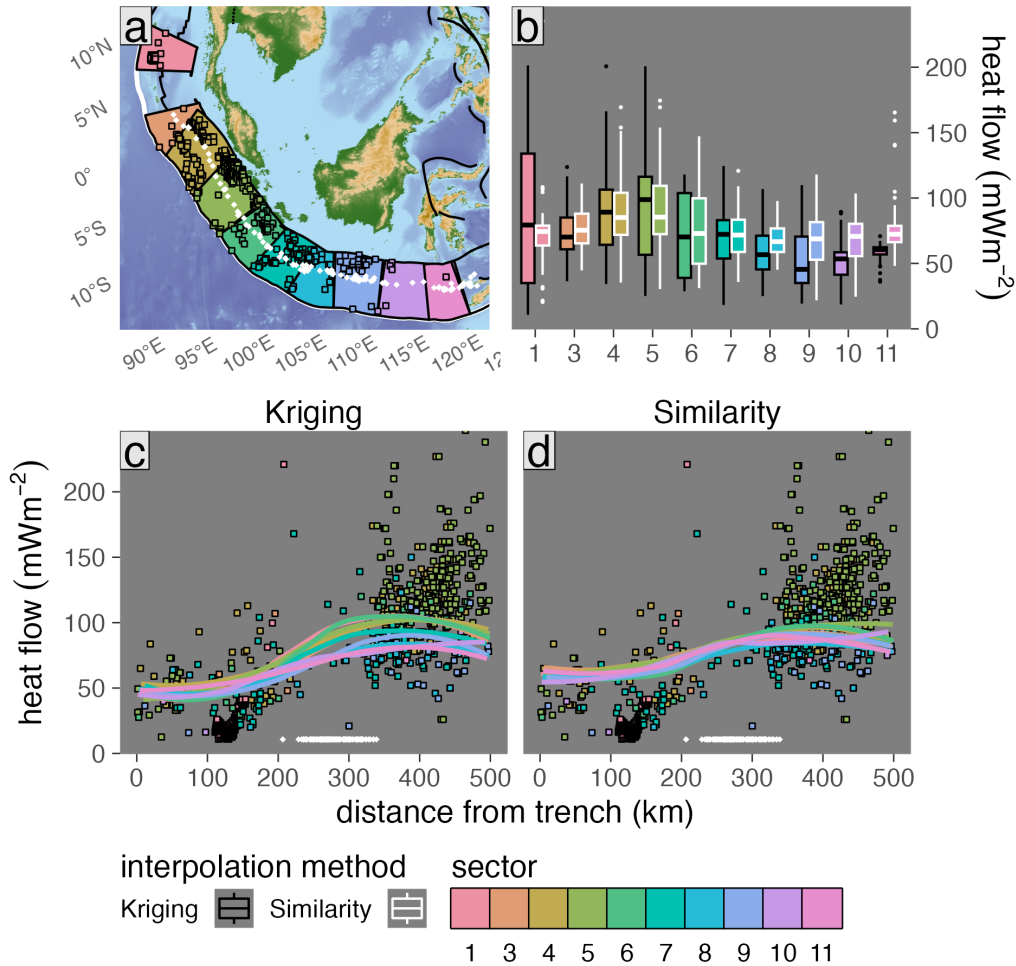 a
b
10°N
5°N
0°
5°S
10°S
90°E
95°E
100°E
105°E
110°E
115°E
120°E
12
200
150
100
50
0
heat flow (mWm⁻²)
1 3 4 5 6 7 8 9 10 11
Kriging Similarity
c
d
heat flow (mWm⁻²)
200
150
100
50
0
0 100 200 300 400 500 0 100 200 300 400 500
distance from trench (km)
interpolation method sector
Kriging Similarity
1 3 4 5 6 7 8 9 10 11